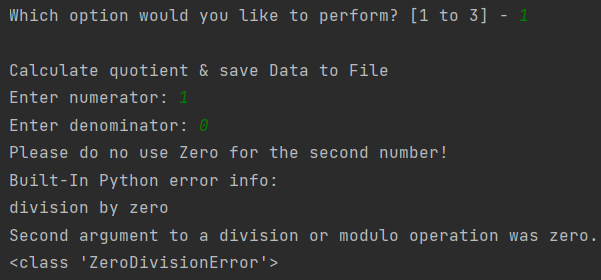 Which option would you like to perform? [1 to 3] - 1
Calculate quotient & save Data to File
Enter numerator: 1
Enter denominator: 0
Please do no use Zero for the second number!
Built-In Python error info:
division by zero
Second argument to a division or modulo operation was zero.
<class 'ZeroDivisionError'>